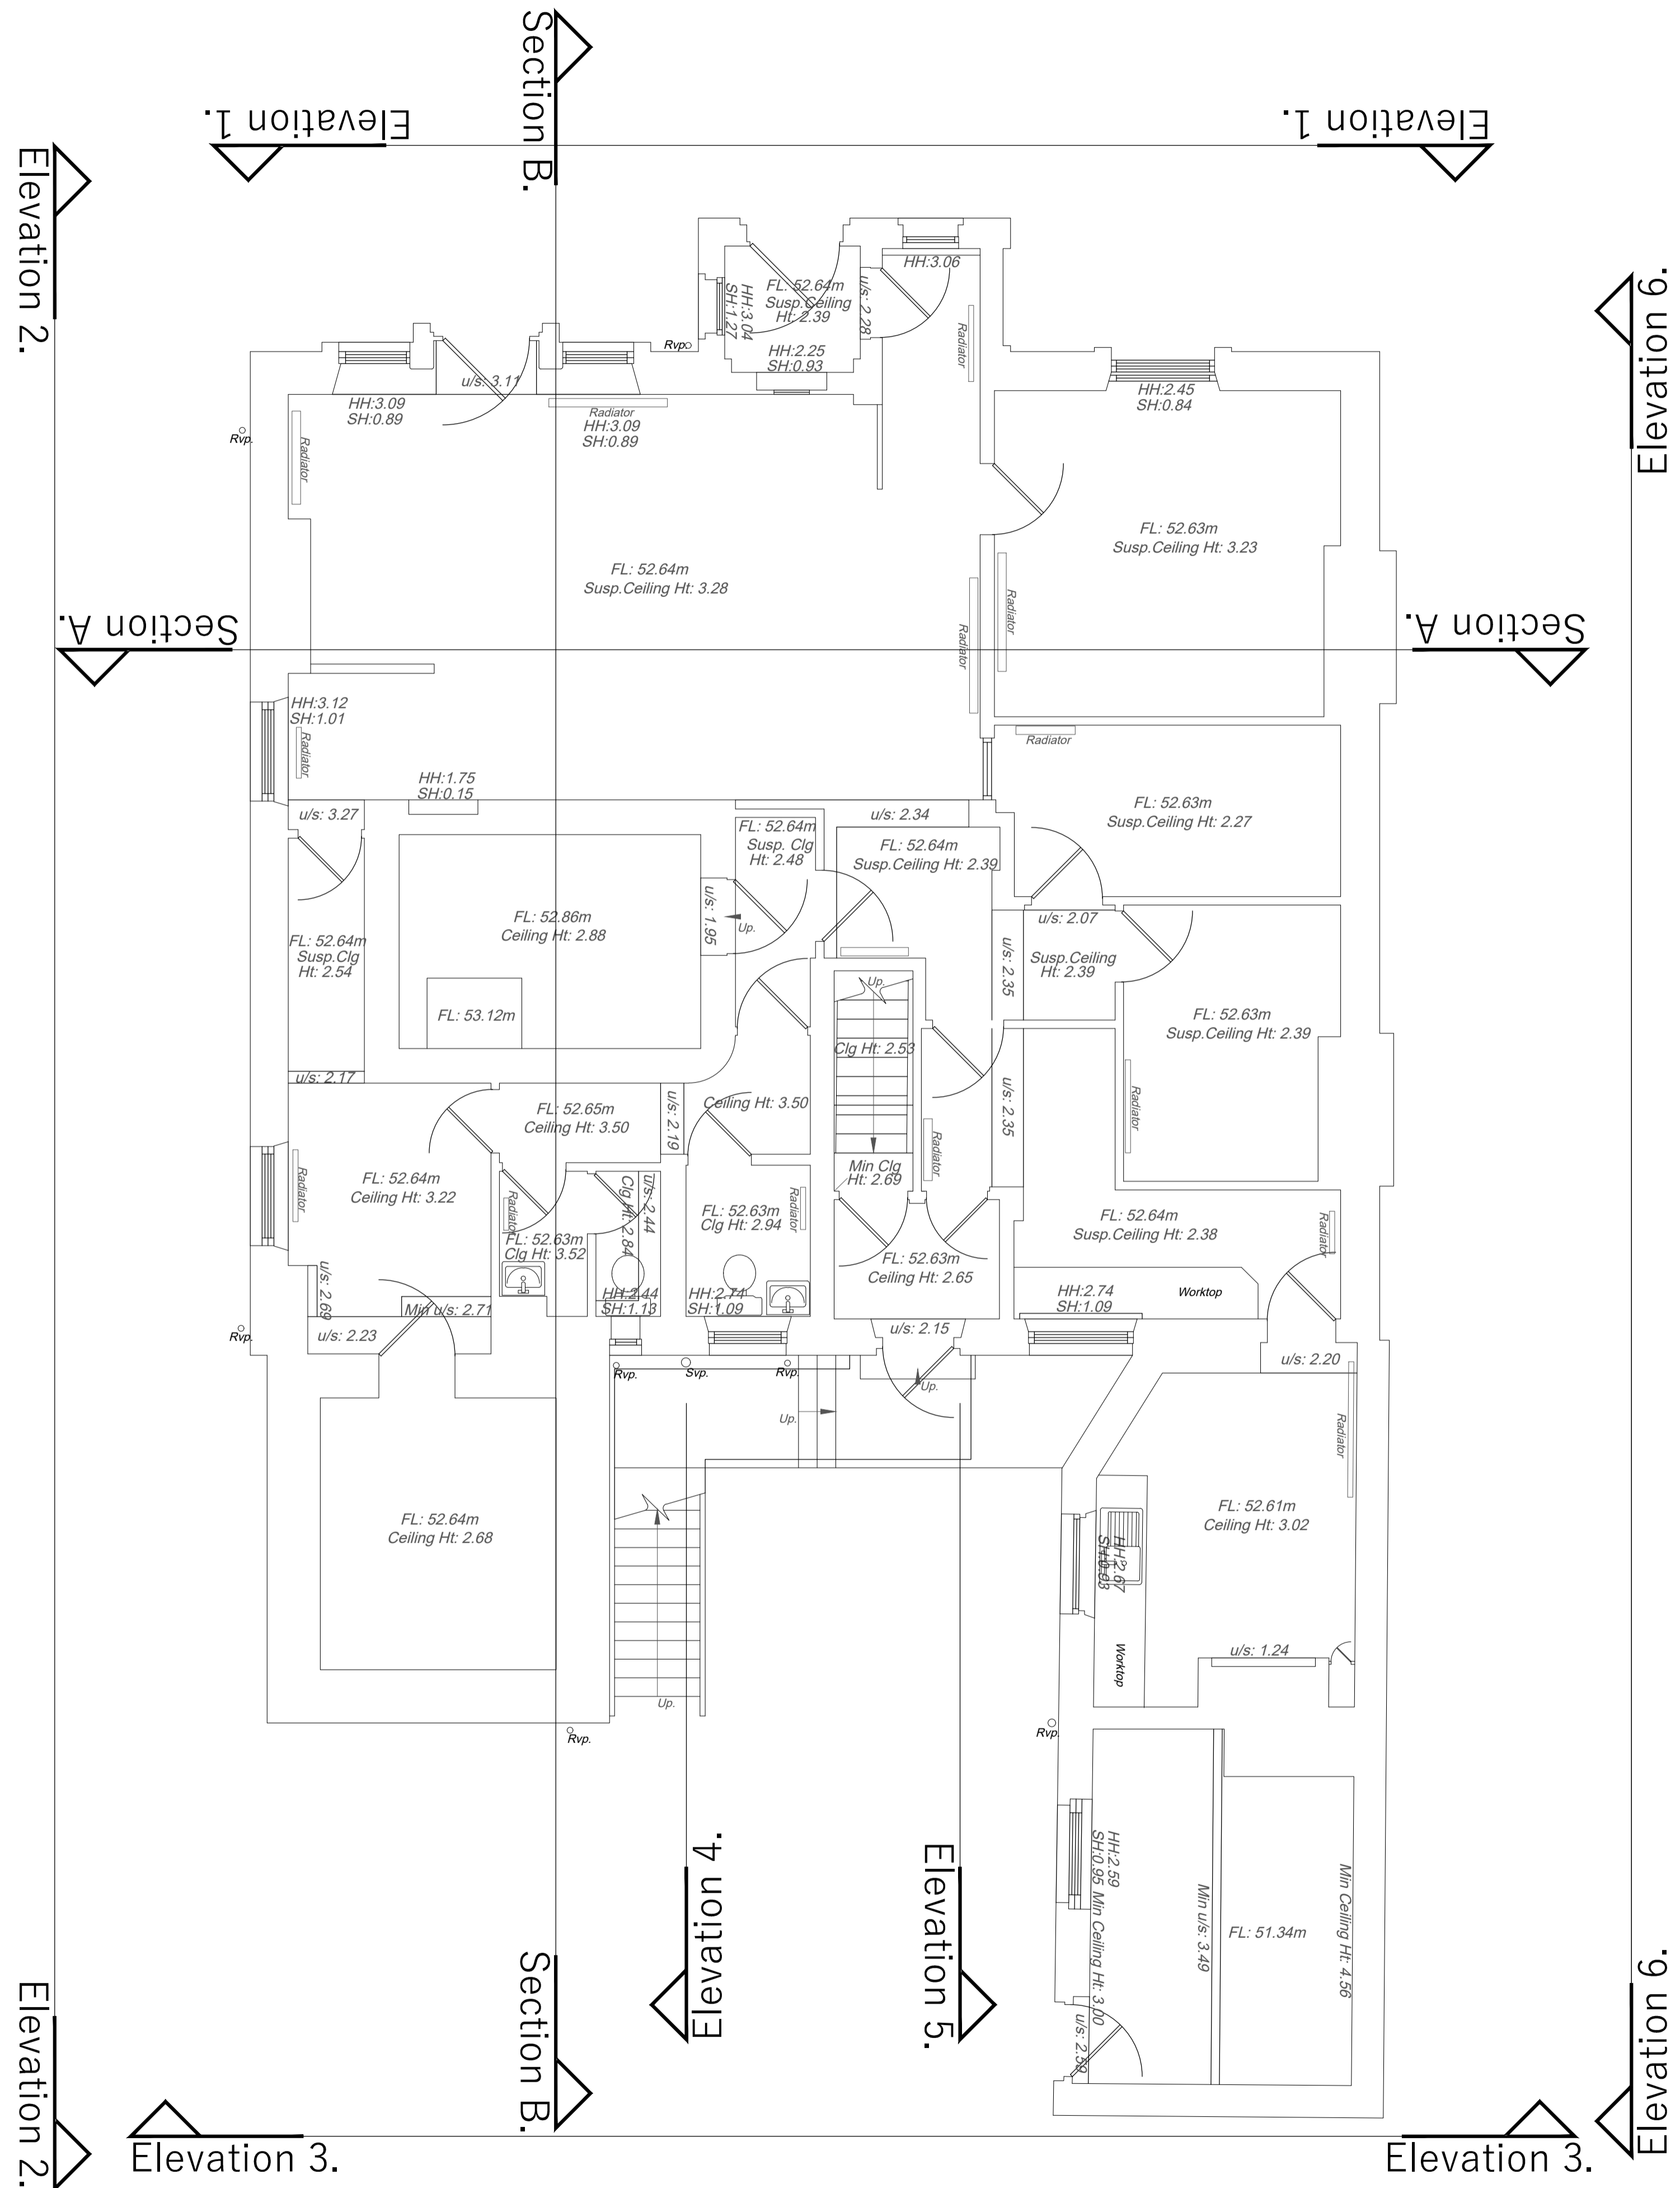 Section B.
Elevation 1.
Elevation 1.
Elevation 2.
Elevation 6.
HH:3.06
FL: 52.64m
Susp.Ceiling
Ht: 2.39
u/s: 2.28
HH:3.04
SH:1.27
Radiator
Rvp.
HH:2.25
SH:0.93
u/s: 3.11
HH:3.09
SH:0.89
Radiator
HH:3.09
SH:0.89
HH:2.45
SH:0.84
Rvp.
Radiator
FL: 52.63m
Susp.Ceiling Ht: 3.23
FL: 52.64m
Susp.Ceiling Ht: 3.28
Radiator
Radiator
Section A.
Section A.
HH:3.12
SH:1.01
Radiator
Radiator
HH:1.75
SH:0.15
FL: 52.63m
Susp.Ceiling Ht: 2.27
u/s: 3.27
u/s: 2.34
FL: 52.64m
Susp. Clg
Ht: 2.48
FL: 52.64m
Susp.Ceiling Ht: 2.39
FL: 52.86m
Ceiling Ht: 2.88
u/s: 1.95
Up.
u/s: 2.07
FL: 52.64m
Susp.Clg
Ht: 2.54
u/s: 2.35
Susp.Ceiling
Ht: 2.39
Up.
FL: 53.12m
FL: 52.63m
Susp.Ceiling Ht: 2.39
Clg Ht: 2.53
u/s: 2.17
u/s: 2.35
Radiator
FL: 52.65m
Ceiling Ht: 3.50
u/s: 2.19
Ceiling Ht: 3.50
Radiator
Min Clg
Ht: 2.69
FL: 52.64m
Ceiling Ht: 3.22
Radiator
Radiator
Clg Ht: 2.84
u/s: 2.44
FL: 52.63m
Clg Ht: 2.94
Radiator
FL: 52.64m
Susp.Ceiling Ht: 2.38
Radiator
FL: 52.63m
Clg Ht: 3.52
FL: 52.63m
Ceiling Ht: 2.65
u/s: 2.69
Min u/s: 2.71
HH:2.44
SH:1.13
HH:2.74
SH:1.09
HH:2.74
SH:1.09
Worktop
Rvp.
u/s: 2.23
u/s: 2.15
u/s: 2.20
Rvp.
Svp.
Rvp.
Up.
Up.
Radiator
FL: 52.64m
Ceiling Ht: 2.68
FL: 52.61m
Ceiling Ht: 3.02
HH:2.67
Worktop
u/s: 1.24
Up.
Rvp.
Rvp.
HH:2.59
SH:0.95
Min Ceiling Ht: 3.00
Min u/s: 3.49
FL: 51.34m
Min Ceiling Ht: 4.56
u/s: 2.59
Elevation 4.
Elevation 5.
Section B.
Elevation 2.
Elevation 6.
Elevation 3.
Elevation 3.